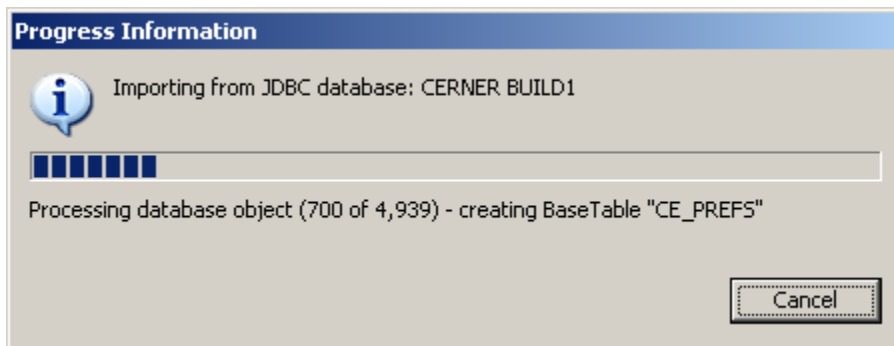 Progress Information
Importing from JDBC database: CERNER BUILD1
Processing database object (700 of 4,939) - creating BaseTable "CE_PREFS"
Cancel